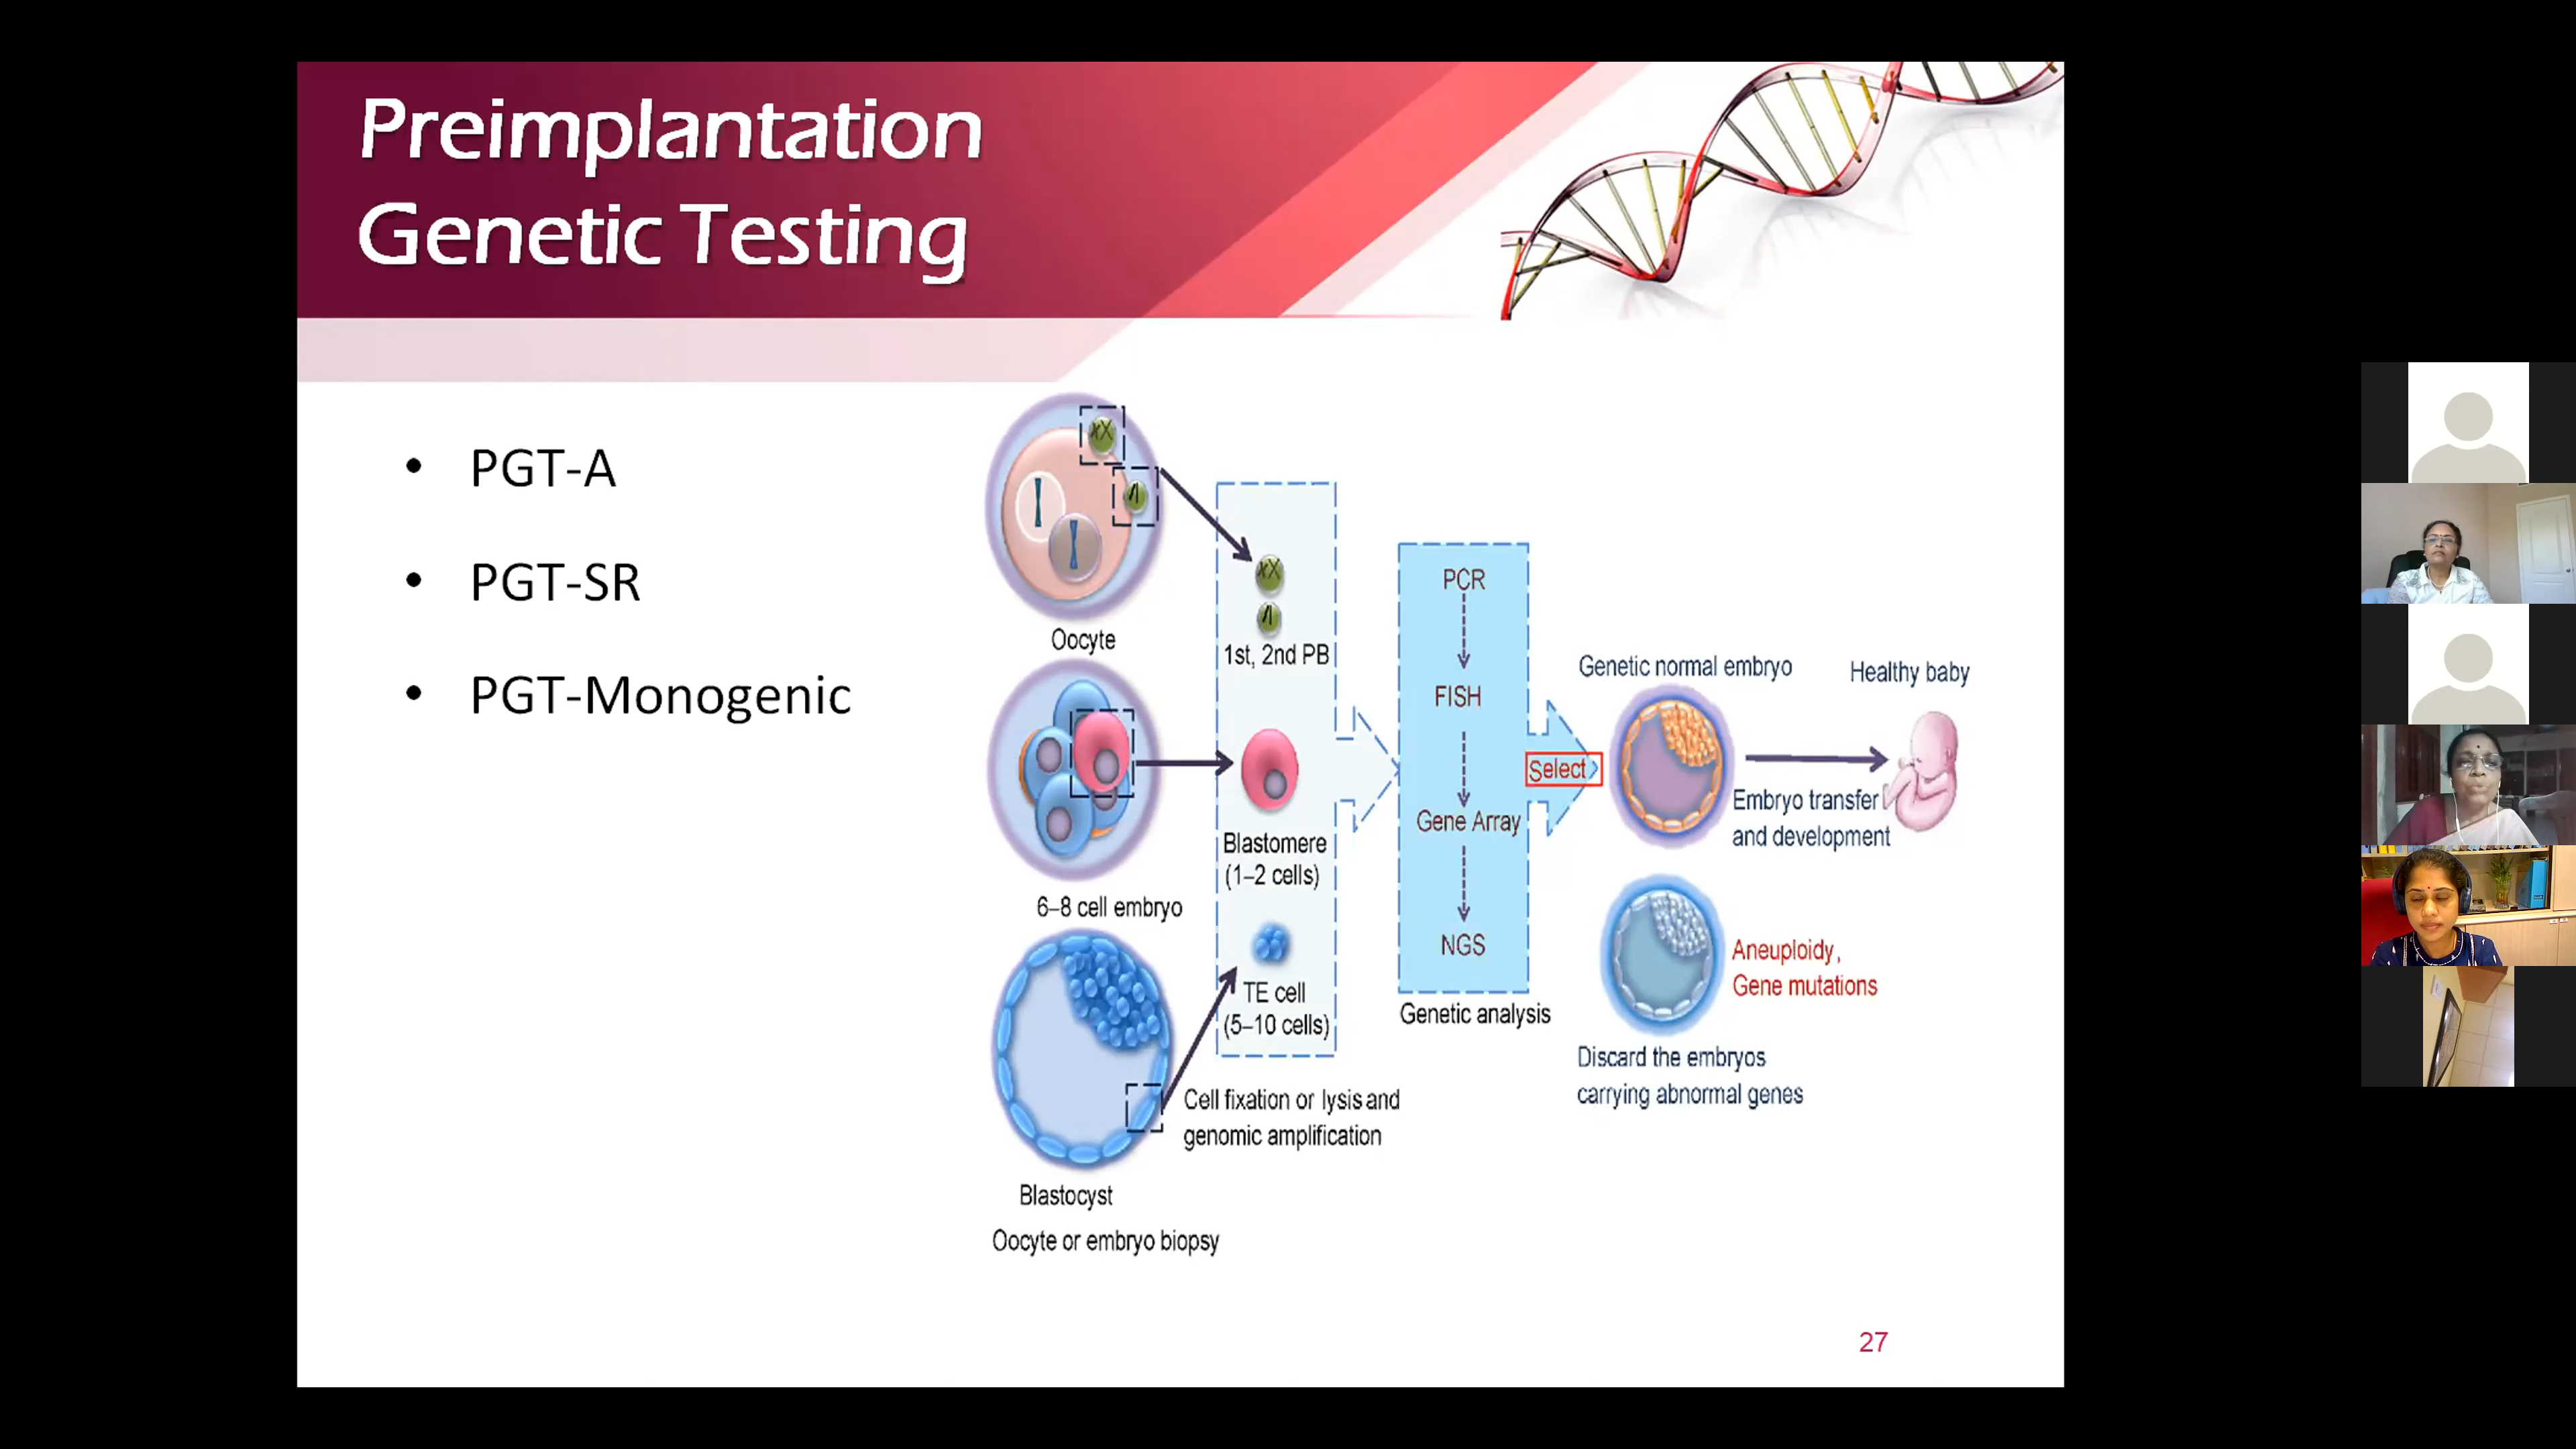 Preimplantation
Genetic Testing
• PGT-A
• PGT-SR
• PGT-Monogenic
Oocyte
1st, 2nd PB
6–8 cell embryo
Blastomere
(1–2 cells)
TE cell
(5–10 cells)
Cell fixation or lysis and
genomic amplification
Blastocyst
Oocyte or embryo biopsy
PCR
FISH
Gene Array
NGS
Genetic analysis
Select
Genetic normal embryo
Healthy baby
Embryo transfer
and development
Aneuploidy,
Gene mutations
Discard the embryos
carrying abnormal genes
27